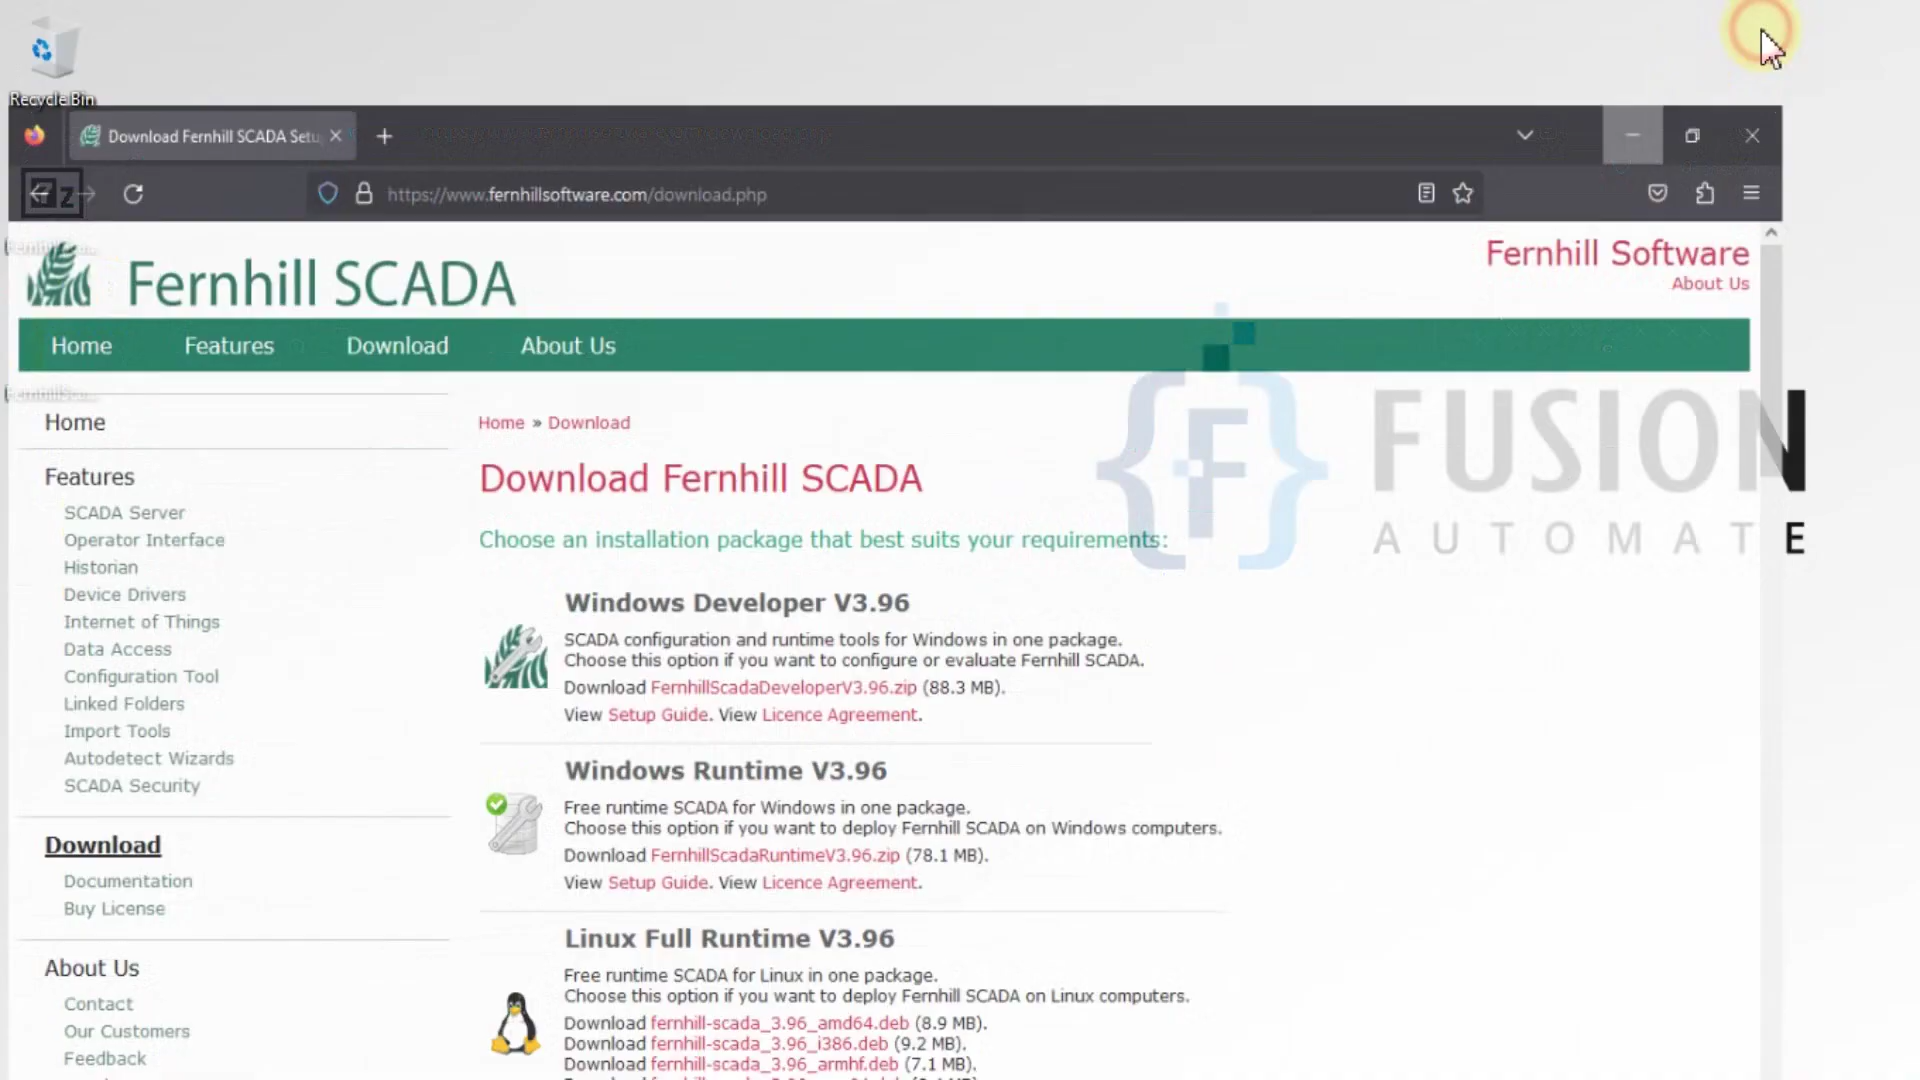 Recycle Bin
Download Fernhill SCADA Setu
https://www.fernhillsoftware.com/download.php
Fernhill SCADA
Fernhill Software
About Us
Home
Features
Download
About Us
Home
Features
SCADA Server
Operator Interface
Historian
Device Drivers
Internet of Things
Data Access
Configuration Tool
Linked Folders
Import Tools
Autodetect Wizards
SCADA Security
Download
Documentation
Buy License
About Us
Contact
Our Customers
Feedback
Home » Download
Download Fernhill SCADA
Choose an installation package that best suits your requirements:
Windows Developer V3.96
SCADA configuration and runtime tools for Windows in one package.
Choose this option if you want to configure or evaluate Fernhill SCADA.
Download FernhillScadaDeveloperV3.96.zip (88.3 MB).
View Setup Guide. View Licence Agreement.
Windows Runtime V3.96
Free runtime SCADA for Windows in one package.
Choose this option if you want to deploy Fernhill SCADA on Windows computers.
Download FernhillScadaRuntimeV3.96.zip (78.1 MB).
View Setup Guide. View Licence Agreement.
Linux Full Runtime V3.96
Free runtime SCADA for Linux in one package.
Choose this option if you want to deploy Fernhill SCADA on Linux computers.
Download fernhill-scada_3.96_amd64.deb (8.9 MB).
Download fernhill-scada_3.96_i386.deb (9.2 MB).
Download fernhill-scada_3.96_armhf.deb (7.1 MB).
{F} FUSION
AUTOMATE